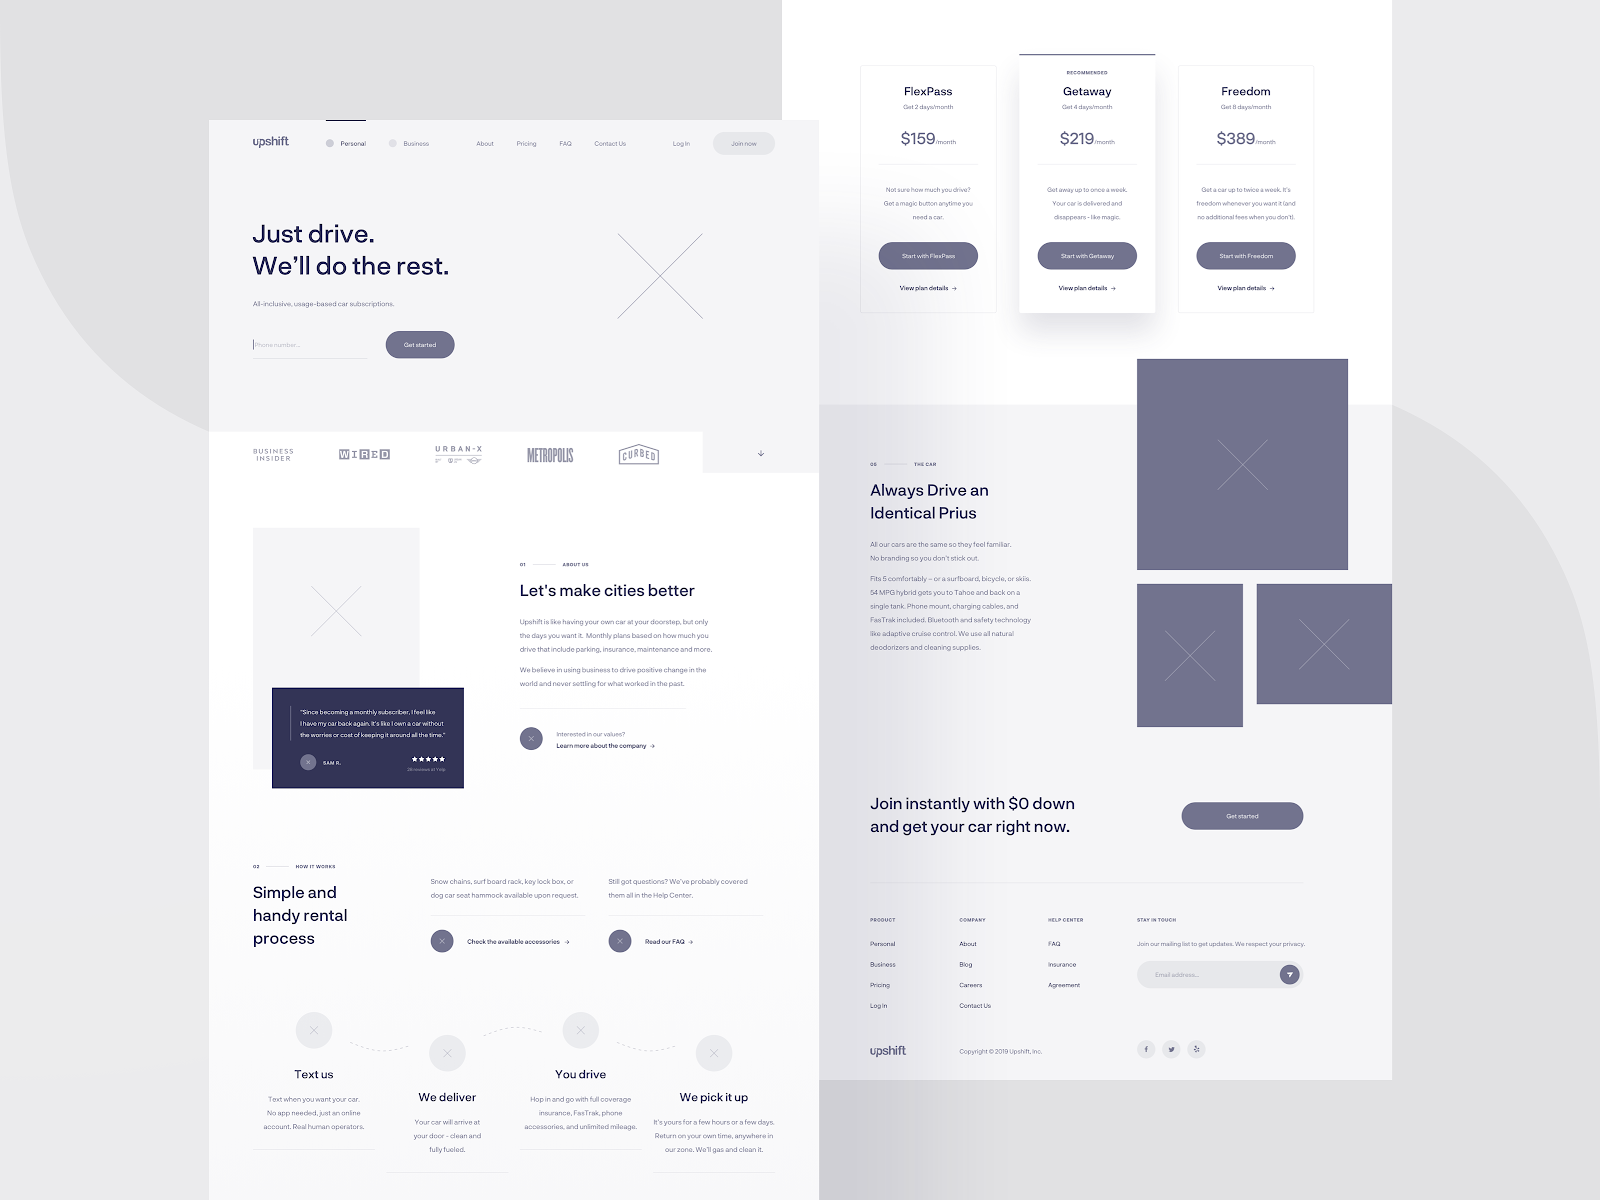 upshift
Personal
Business
About
Pricing
FAQ
Contact Us
Log In
Join now
Just drive.
We'll do the rest.
All-inclusive, usage-based car subscriptions.
Phone number...
Get started
BUSINESS
INSIDER
WIRED
URBAN-X
METROPOLIS
CURBED
01
ABOUT US
Let's make cities better
Upshift is like having your own car at your doorstep, but only
the days you want it. Monthly plans based on how much you
drive that include parking, insurance, maintenance and more.
We believe in using business to drive positive change in the
world and never settling for what worked in the past.
Interested in our values?
Learn more about the company →
"Since becoming a monthly subscriber, I feel like
I have my car back again. It's like I own a car without
the worries or cost of keeping it around all the time."
SAM R.
★★★★★
28 reviews at Yelp
02
HOW IT WORKS
Simple and
handy rental
process
Snow chains, surf board rack, key lock box, or
dog car seat hammock available upon request.
Check the available accessories →
Still got questions? We've probably covered
them all in the Help Center.
Read our FAQ →
Text us
Text when you want your car.
No app needed, just an online
account. Real human operators.
We deliver
Your car will arrive at
your door - clean and
fully fueled.
You drive
Hop in and go with full coverage
insurance, FasTrak, phone
accessories, and unlimited mileage.
We pick it up
It's yours for a few hours or a few days.
Return on your own time, anywhere in
our zone. We'll gas and clean it.
FlexPass
Get 2 days/month
$159/month
Not sure how much you drive?
Get a magic button anytime you
need a car.
Start with FlexPass
View plan details →
RECOMMENDED
Getaway
Get 4 days/month
$219/month
Get away up to once a week.
Your car is delivered and
disappears - like magic.
Start with Getaway
View plan details →
Freedom
Get 8 days/month
$389/month
Get a car up to twice a week. It's
freedom whenever you want it (and
no additional fees when you don't).
Start with Freedom
View plan details →
05
THE CAR
Always Drive an
Identical Prius
All our cars are the same so they feel familiar.
No branding so you don't stick out.
Fits 5 comfortably – or a surfboard, bicycle, or skiis.
54 MPG hybrid gets you to Tahoe and back on a
single tank. Phone mount, charging cables, and
FasTrak included. Bluetooth and safety technology
like adaptive cruise control. We use all natural
deodorizers and cleaning supplies.
Join instantly with $0 down
and get your car right now.
Get started
PRODUCT
Personal
Business
Pricing
Log In
COMPANY
About
Blog
Careers
Contact Us
HELP CENTER
FAQ
Insurance
Agreement
STAY IN TOUCH
Join our mailing list to get updates. We respect your privacy.
Email address...
upshift
Copyright © 2019 Upshift, Inc.